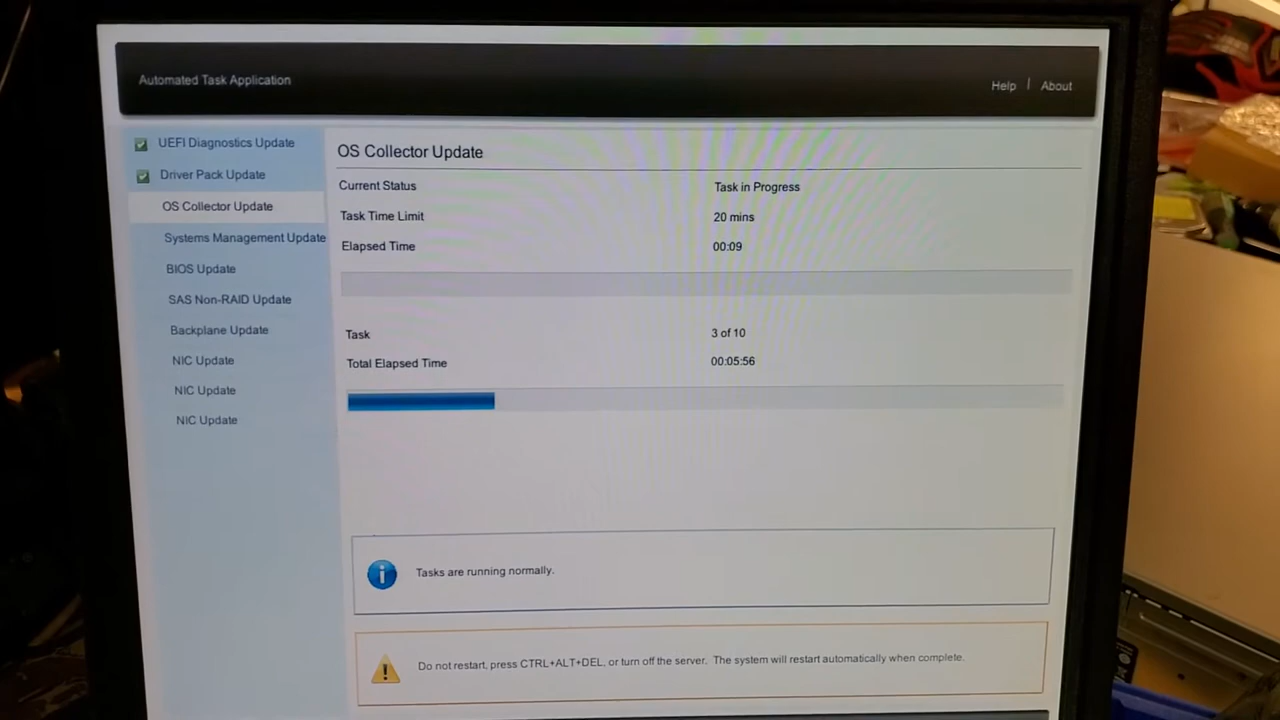 Automated Task Application
Help | About
UEFI Diagnostics Update
Driver Pack Update
OS Collector Update
Systems Management Update
BIOS Update
SAS Non-RAID Update
Backplane Update
NIC Update
NIC Update
NIC Update
OS Collector Update
Current Status Task in Progress
Task Time Limit 20 mins
Elapsed Time 00:09
Task 3 of 10
Total Elapsed Time 00:05:56
Tasks are running normally.
Do not restart, press CTRL+ALT+DEL, or turn off the server. The system will restart automatically when complete.